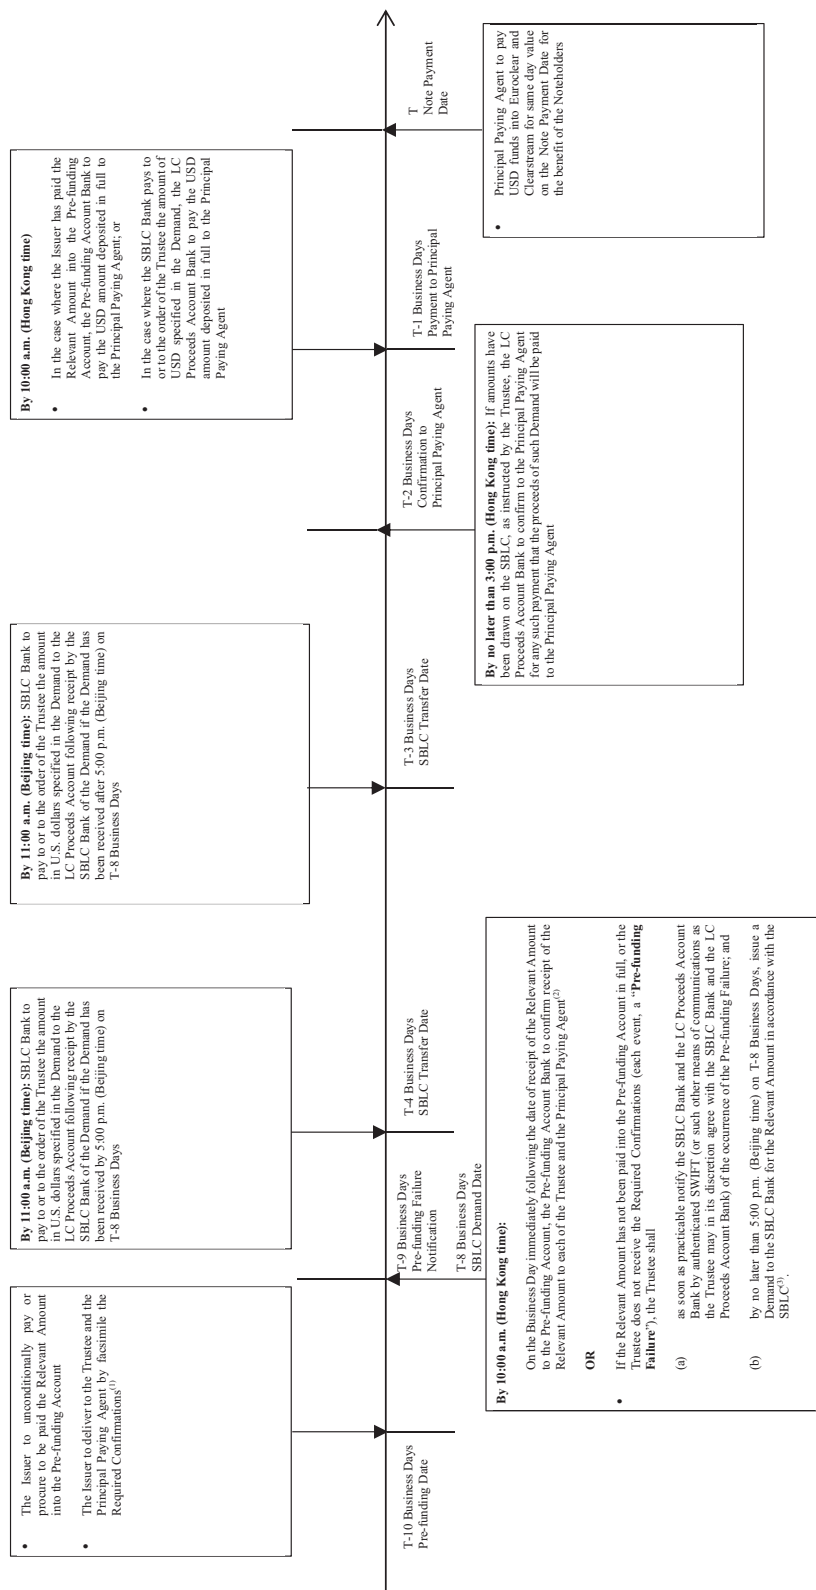 • The Issuer to unconditionally pay or
procure to be paid the Relevant Amount
into the Pre-funding Account
• The Issuer to deliver to the Trustee and the
Principal Paying Agent by facsimile the
Required Confirmations(1)
By 11:00 a.m. (Beijing time): SBLC Bank to
pay to or to the order of the Trustee the amount
in U.S. dollars specified in the Demand to the
LC Proceeds Account following receipt by the
SBLC Bank of the Demand if the Demand has
been received by 5:00 p.m. (Beijing time) on
T-8 Business Days
By 11:00 a.m. (Beijing time): SBLC Bank to
pay to or to the order of the Trustee the amount
in U.S. dollars specified in the Demand to the
LC Proceeds Account following receipt by the
SBLC Bank of the Demand if the Demand has
been received after 5:00 p.m. (Beijing time) on
T-8 Business Days
By 10:00 a.m. (Hong Kong time)
• In the case where the Issuer has paid the
Relevant Amount into the Pre-funding
Account, the Pre-funding Account Bank to
pay the USD amount deposited in full to
the Principal Paying Agent; or
• In the case where the SBLC Bank pays to
or to the order of the Trustee the amount of
USD specified in the Demand, the LC
Proceeds Account Bank to pay the USD
amount deposited in full to the Principal
Paying Agent
T-10 Business Days
Pre-funding Date
T-9 Business Days
Pre-funding Failure
Notification
T-8 Business Days
SBLC Demand Date
T-4 Business Days
SBLC Transfer Date
T-3 Business Days
SBLC Transfer Date
T-2 Business Days
Confirmation to
Principal Paying Agent
T-1 Business Days
Payment to Principal
Paying Agent
T
Note Payment
Date
By 10:00 a.m. (Hong Kong time):
On the Business Day immediately following the date of receipt of the Relevant Amount
to the Pre-funding Account, the Pre-funding Account Bank to confirm receipt of the
Relevant Amount to each of the Trustee and the Principal Paying Agent(2)
OR
• If the Relevant Amount has not been paid into the Pre-funding Account in full, or the
Trustee does not receive the Required Confirmations (each event, a “Pre-funding
Failure”), the Trustee shall
(a) as soon as practicable notify the SBLC Bank and the LC Proceeds Account
Bank by authenticated SWIFT (or such other means of communications as
the Trustee may in its discretion agree with the SBLC Bank and the LC
Proceeds Account Bank) of the occurrence of the Pre-funding Failure; and
(b) by no later than 5:00 p.m. (Beijing time) on T-8 Business Days, issue a
Demand to the SBLC Bank for the Relevant Amount in accordance with the
SBLC(3).
By no later than 3:00 p.m. (Hong Kong time): If amounts have
been drawn on the SBLC, as instructed by the Trustee, the LC
Proceeds Account Bank to confirm to the Principal Paying Agent
for any such payment that the proceeds of such Demand will be paid
to the Principal Paying Agent
• Principal Paying Agent to pay
USD funds into Euroclear and
Clearstream for same day value
on the Note Payment Date for
the benefit of the Noteholders